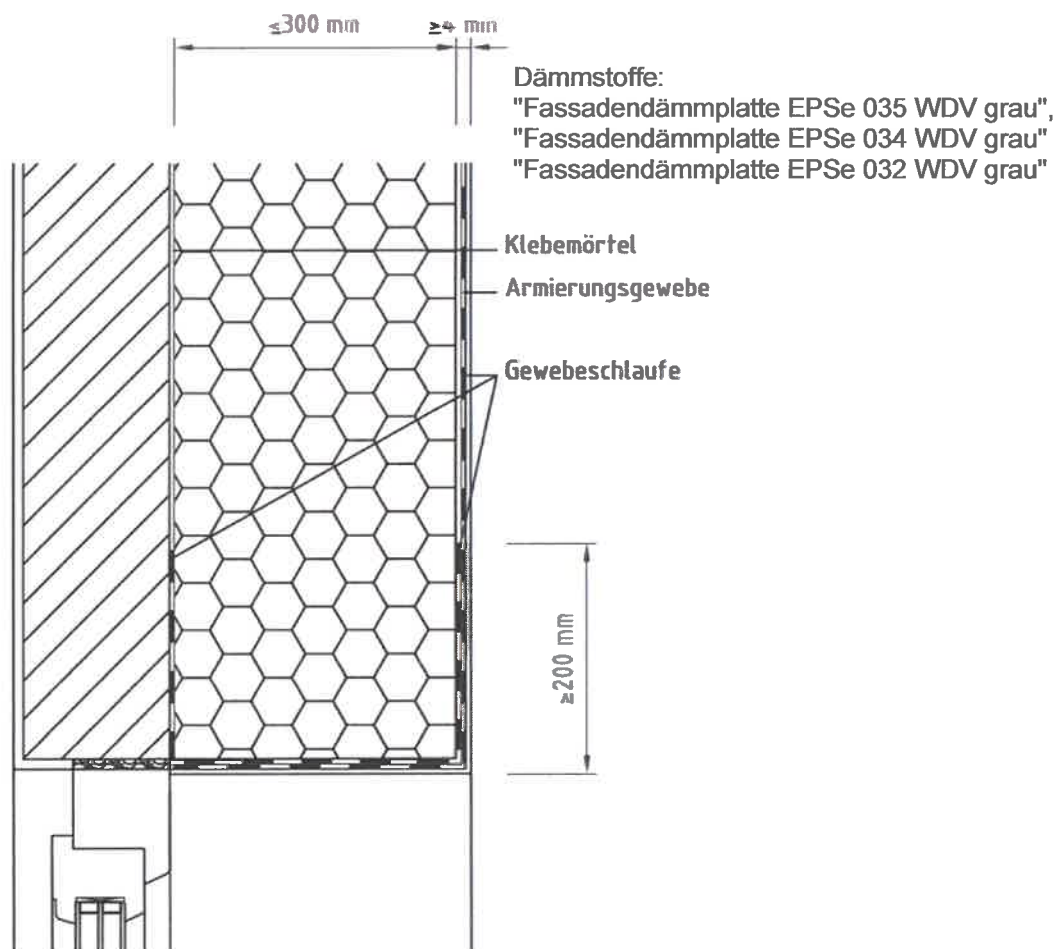 ≤300 mm
≥4 mm
Dämmstoffe:
"Fassadendämmplatte EPSe 035 WDV grau",
"Fassadendämmplatte EPSe 034 WDV grau"
"Fassadendämmplatte EPSe 032 WDV grau"
Klebemörtel
Armierungsgewebe
Gewebeschlaufe
≥200 mm